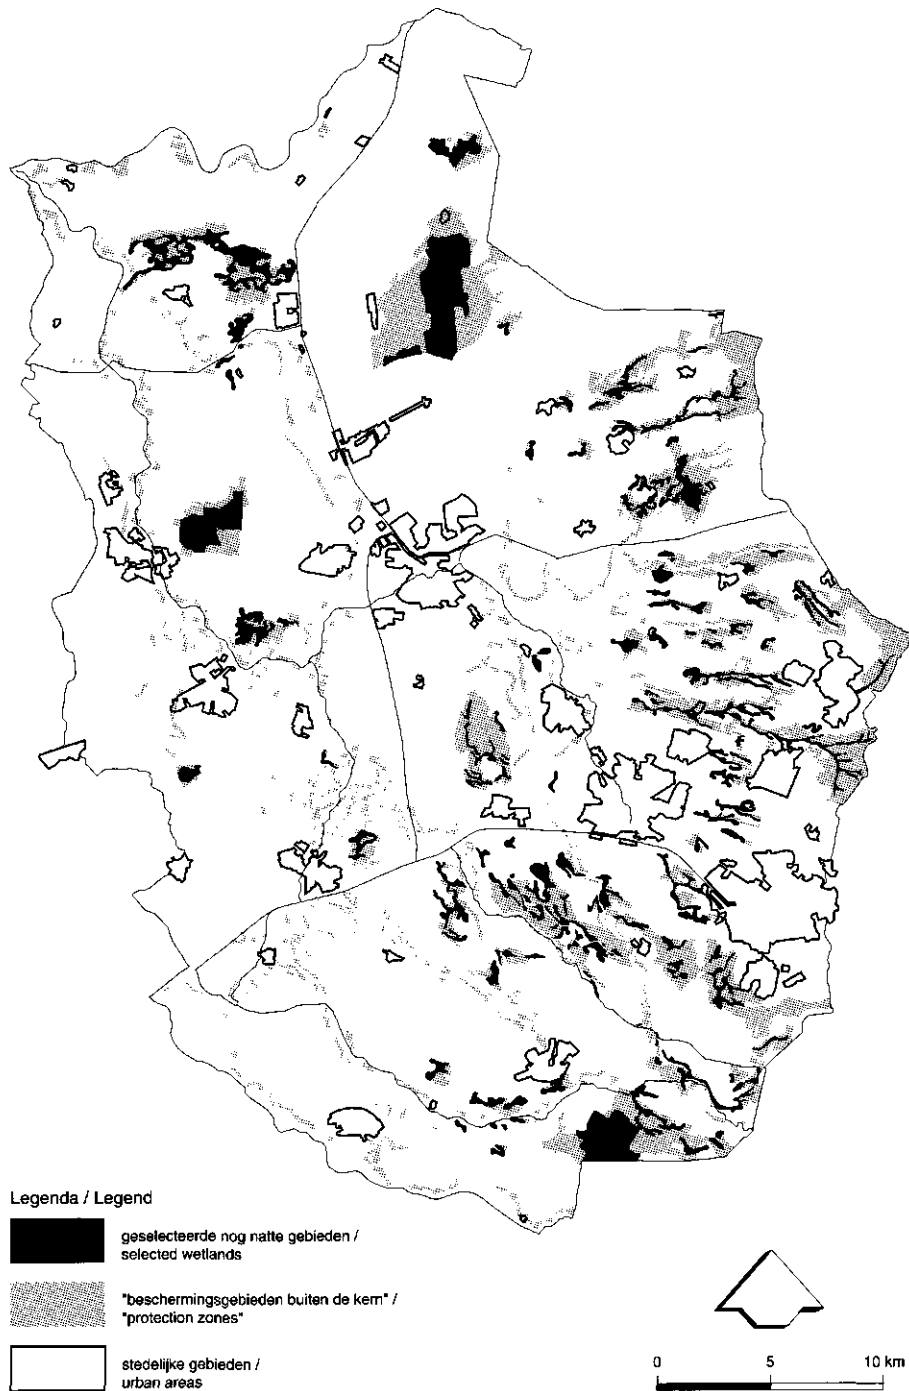 Legenda / Legend
geselecteerde nog natte gebieden /
selected wetlands
"beschermingsgebieden buiten de kern" /
"protection zones"
stedelijke gebieden /
urban areas
0 5 10 km